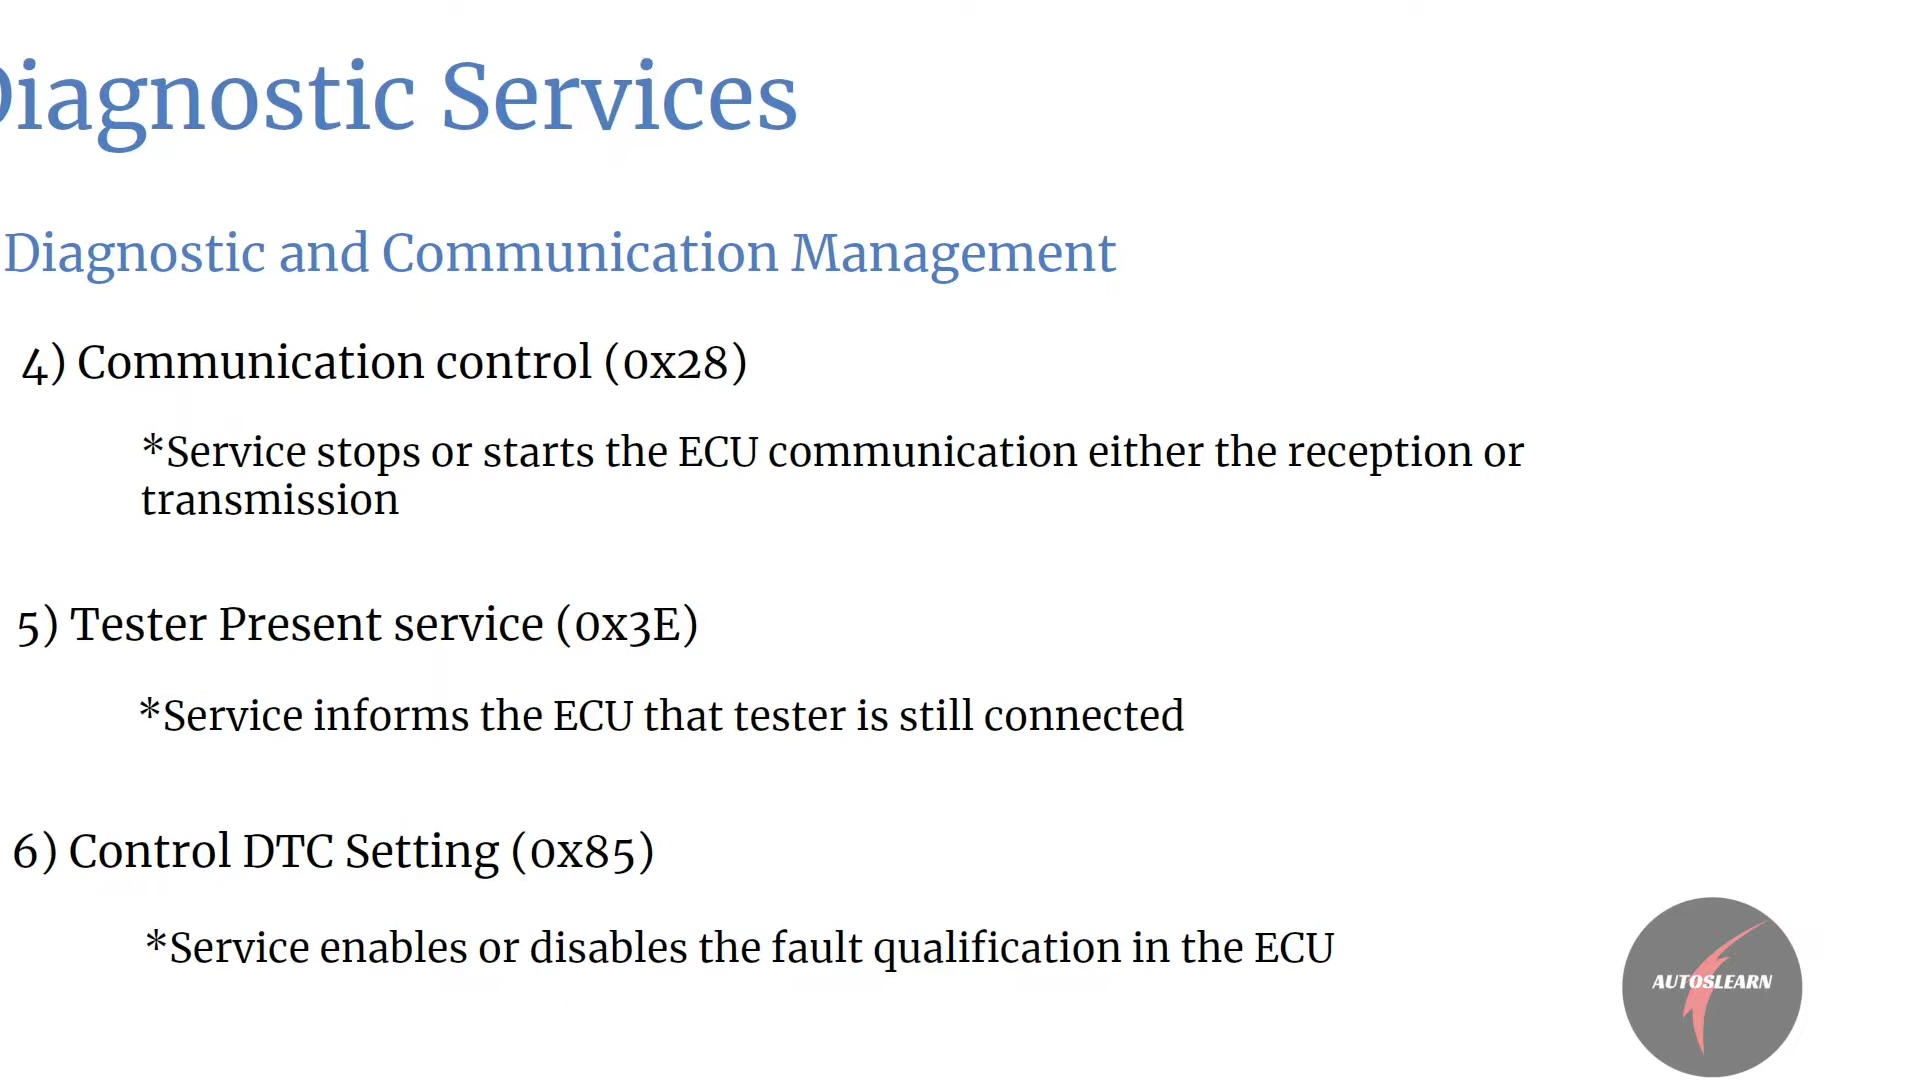 Diagnostic Services
Diagnostic and Communication Management
4) Communication control (0x28)
*Service stops or starts the ECU communication either the reception or
transmission
5) Tester Present service (0x3E)
*Service informs the ECU that tester is still connected
6) Control DTC Setting (0x85)
*Service enables or disables the fault qualification in the ECU
AUTOSLEARN